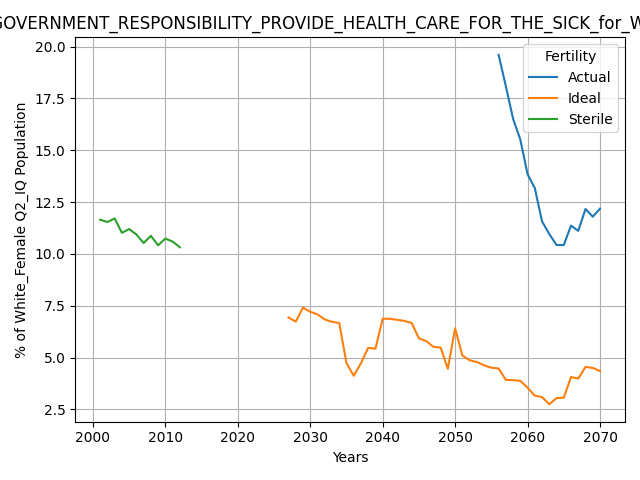 GOVERNMENT_RESPONSIBILITY_PROVIDE_HEALTH_CARE_FOR_THE_SICK_for_W
20.0
17.5
15.0
12.5
10.0
7.5
5.0
2.5
% of White_Female Q2_IQ Population
Fertility
Actual
Ideal
Sterile
2000 2010 2020 2030 2040 2050 2060 2070
Years